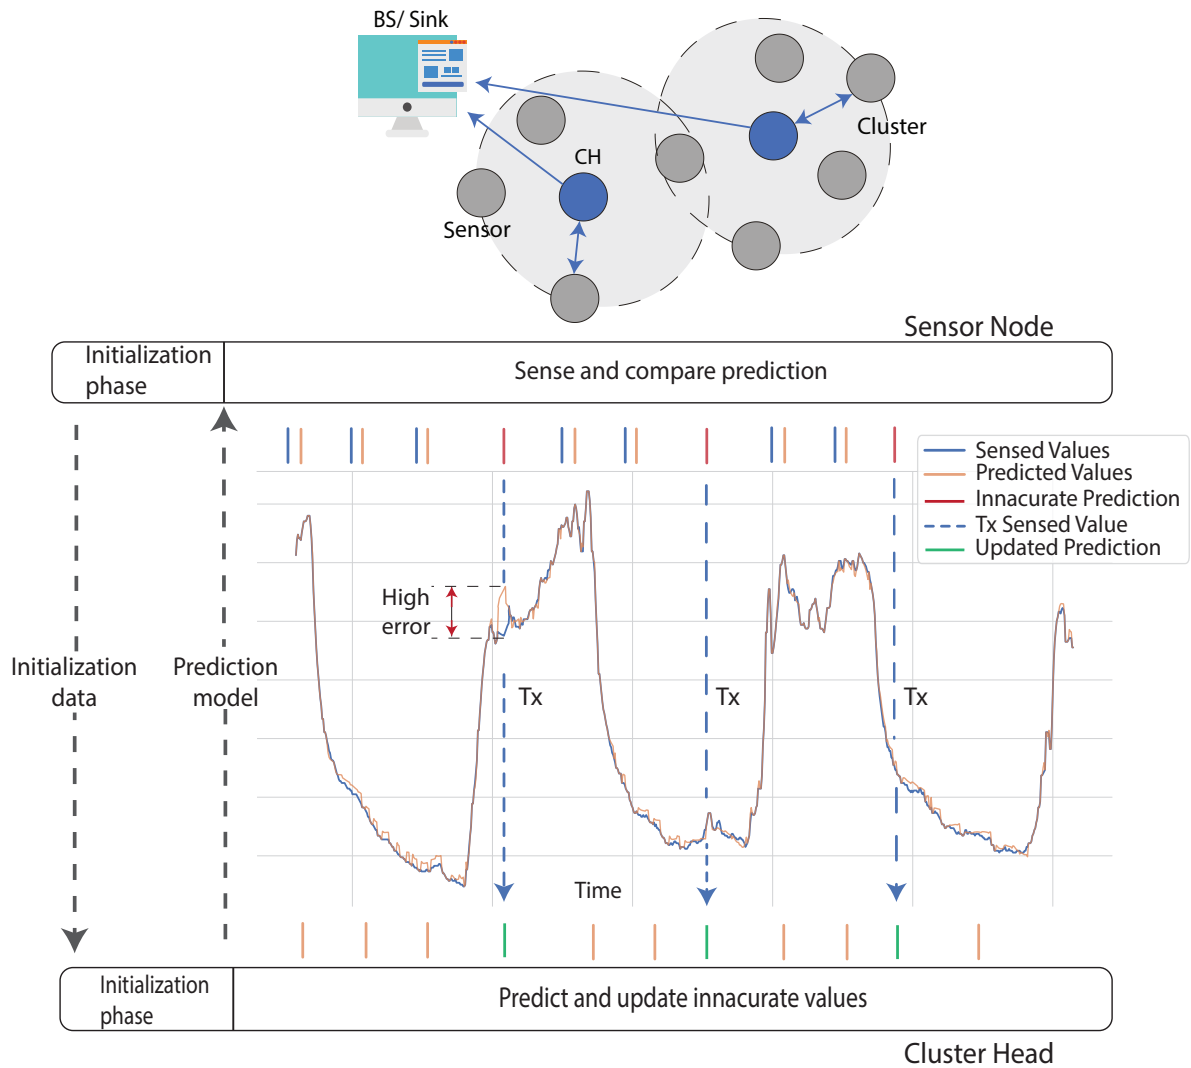 BS/ Sink
Cluster
CH
Sensor
Sensor Node
Initialization
phase
Sense and compare prediction
Sensed Values
Predicted Values
Innacurate Prediction
Tx Sensed Value
Updated Prediction
High
error
Initialization
data
Prediction
model
Tx
Tx
Tx
Time
Initialization
phase
Predict and update innacurate values
Cluster Head